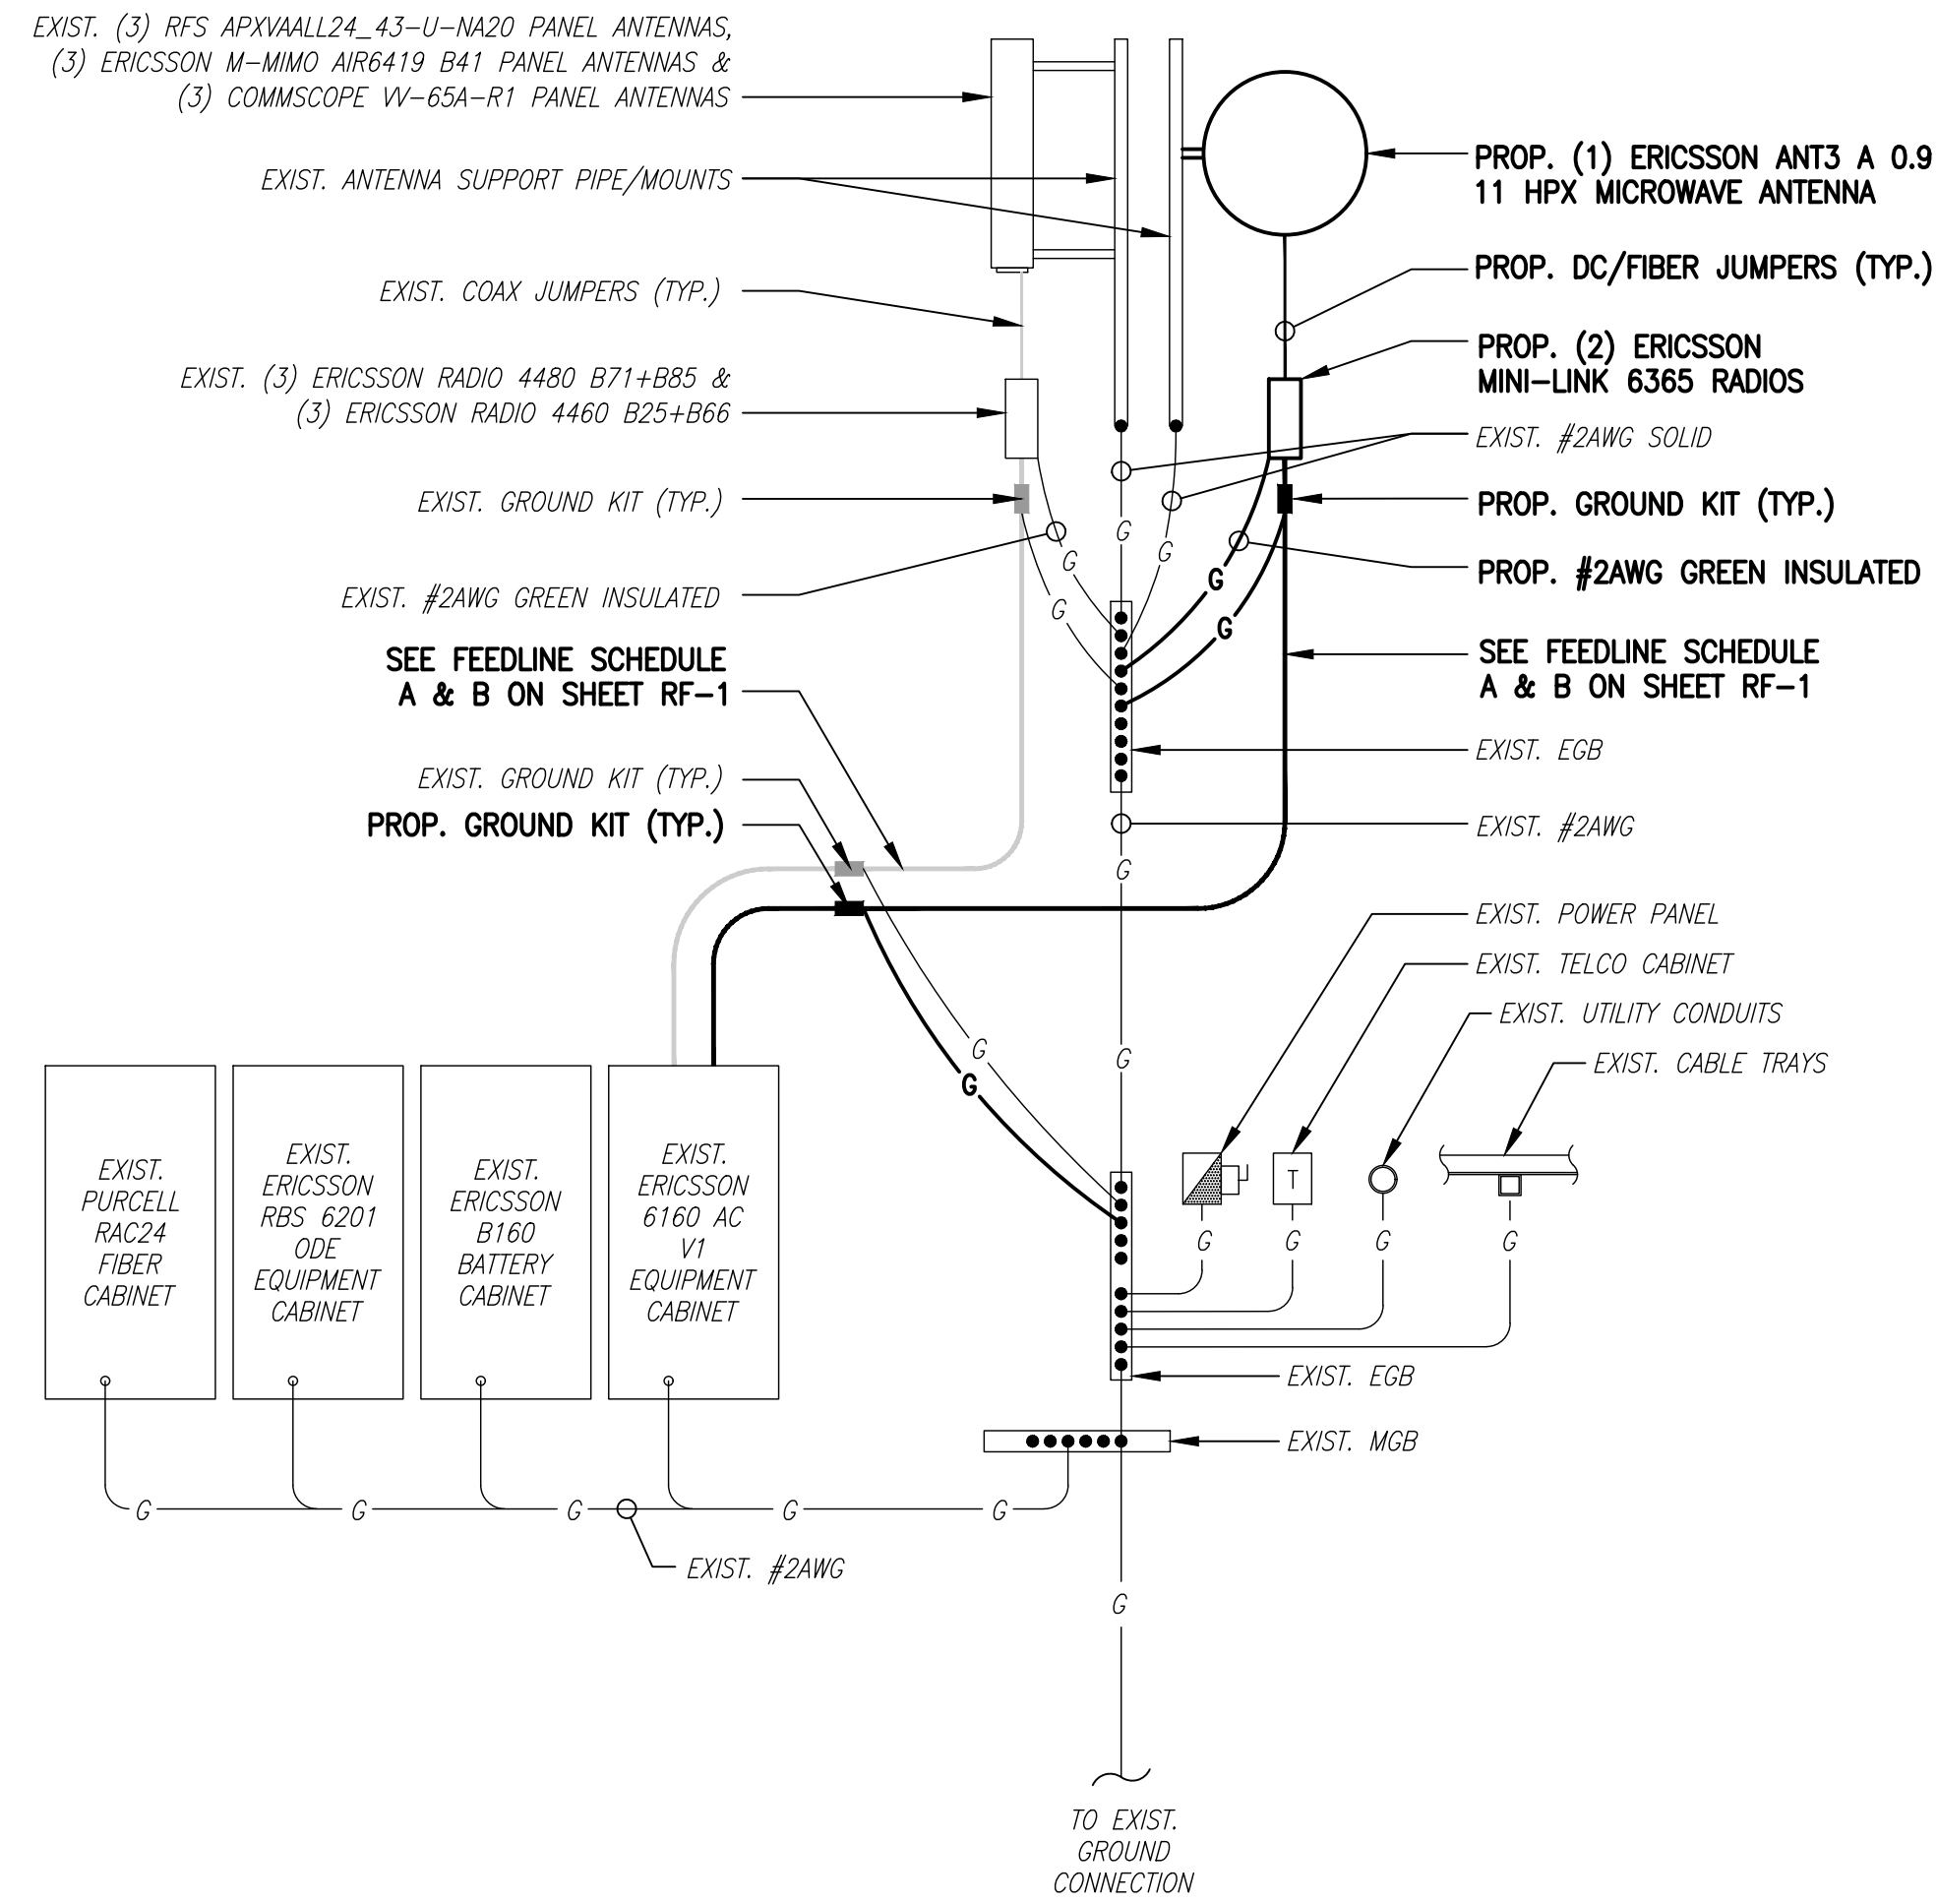 EXIST. (3) RFS APXVAALL24_43-U-NA20 PANEL ANTENNAS,
(3) ERICSSON M-MIMO AIR6419 B41 PANEL ANTENNAS &
(3) COMMSCOPE VV-65A-R1 PANEL ANTENNAS
EXIST. ANTENNA SUPPORT PIPE/MOUNTS
EXIST. COAX JUMPERS (TYP.)
EXIST. (3) ERICSSON RADIO 4480 B71+B85 &
(3) ERICSSON RADIO 4460 B25+B66
EXIST. GROUND KIT (TYP.)
EXIST. #2AWG GREEN INSULATED
SEE FEEDLINE SCHEDULE
A & B ON SHEET RF-1
EXIST. GROUND KIT (TYP.)
PROP. GROUND KIT (TYP.)
PROP. (1) ERICSSON ANT3 A 0.9
11 HPX MICROWAVE ANTENNA
PROP. DC/FIBER JUMPERS (TYP.)
PROP. (2) ERICSSON
MINI-LINK 6365 RADIOS
EXIST. #2AWG SOLID
PROP. GROUND KIT (TYP.)
PROP. #2AWG GREEN INSULATED
SEE FEEDLINE SCHEDULE
A & B ON SHEET RF-1
EXIST. EGB
EXIST. #2AWG
EXIST. POWER PANEL
EXIST. TELCO CABINET
EXIST. UTILITY CONDUITS
EXIST. CABLE TRAYS
G
G
G
G
G
G
G
G
G
G
G
EXIST.
PURCELL
RAC24
FIBER
CABINET
EXIST.
ERICSSON
RBS 6201
ODE
EQUIPMENT
CABINET
EXIST.
ERICSSON
B160
BATTERY
CABINET
EXIST.
ERICSSON
6160 AC
V1
EQUIPMENT
CABINET
T
G
G
G
G
EXIST. EGB
EXIST. MGB
G
G
G
G
G
EXIST. #2AWG
G
TO EXIST.
GROUND
CONNECTION